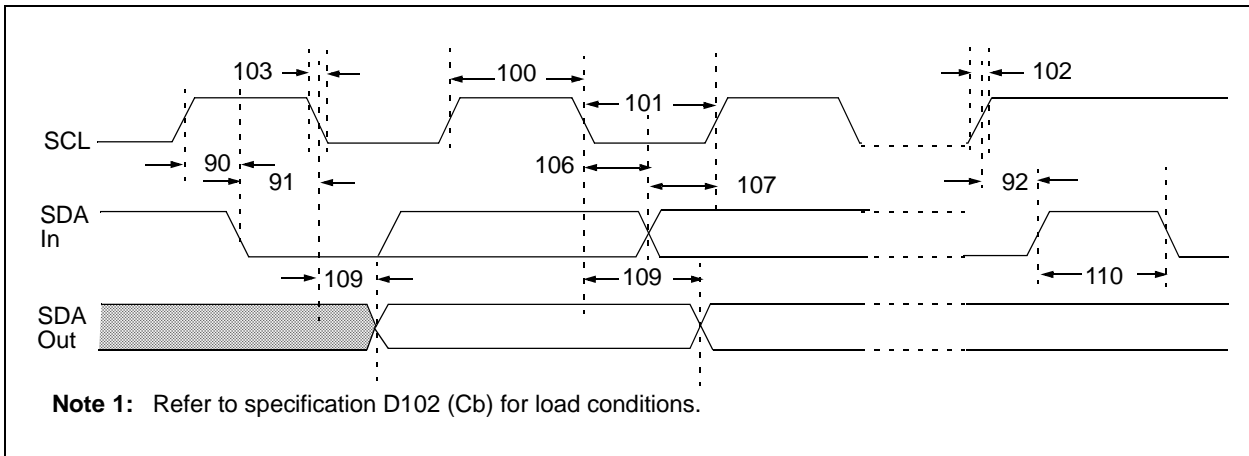 103
100
102
101
SCL
90
106
91
107
92
SDA
In
109
109
110
SDA
Out
Note 1: Refer to specification D102 (Cb) for load conditions.